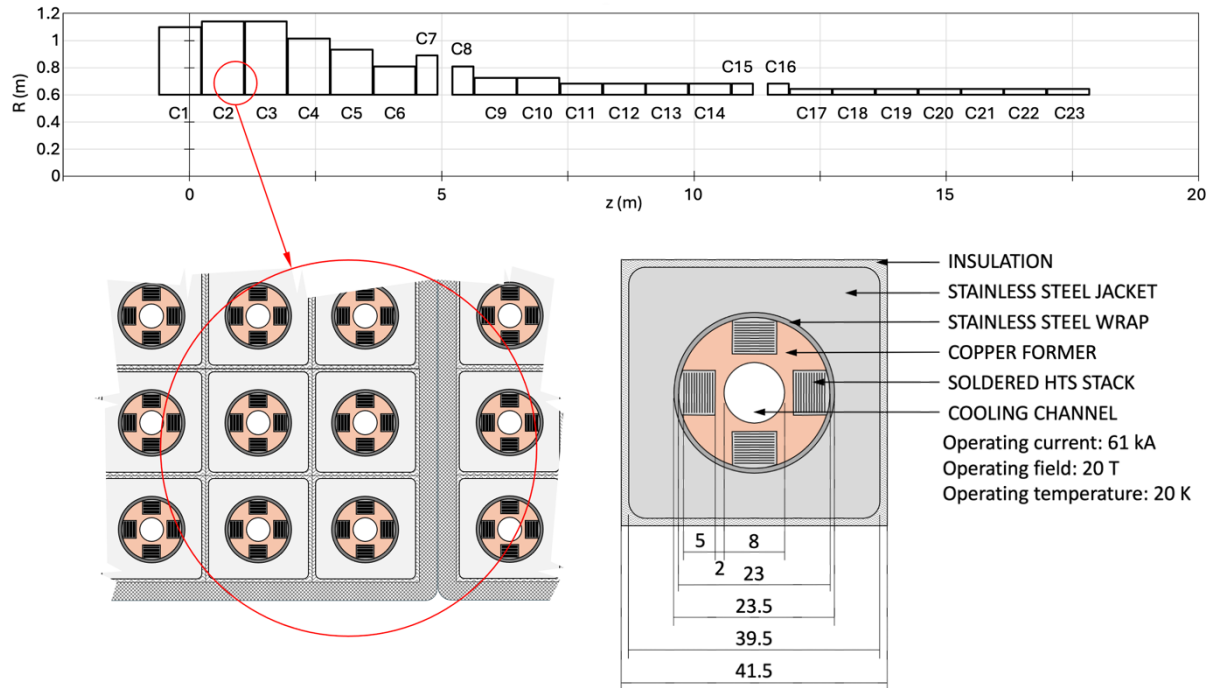 1.2
1
0.8
0.6
0.4
0.2
0
R (m)
C7
C8
C15
C16
C1
C2
C3
C4
C5
C6
C9
C10
C11
C12
C13
C14
C17
C18
C19
C20
C21
C22
C23
0
5
10
15
20
z (m)
INSULATION
STAINLESS STEEL JACKET
STAINLESS STEEL WRAP
COPPER FORMER
SOLDERED HTS STACK
COOLING CHANNEL
Operating current: 61 kA
Operating field: 20 T
Operating temperature: 20 K
5
8
2
23
23.5
39.5
41.5